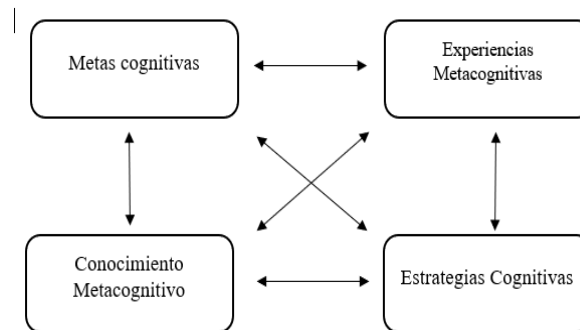 Metas cognitivas
Experiencias
Metacognitivas
Conocimiento
Metacognitivo
Estrategias Cognitivas